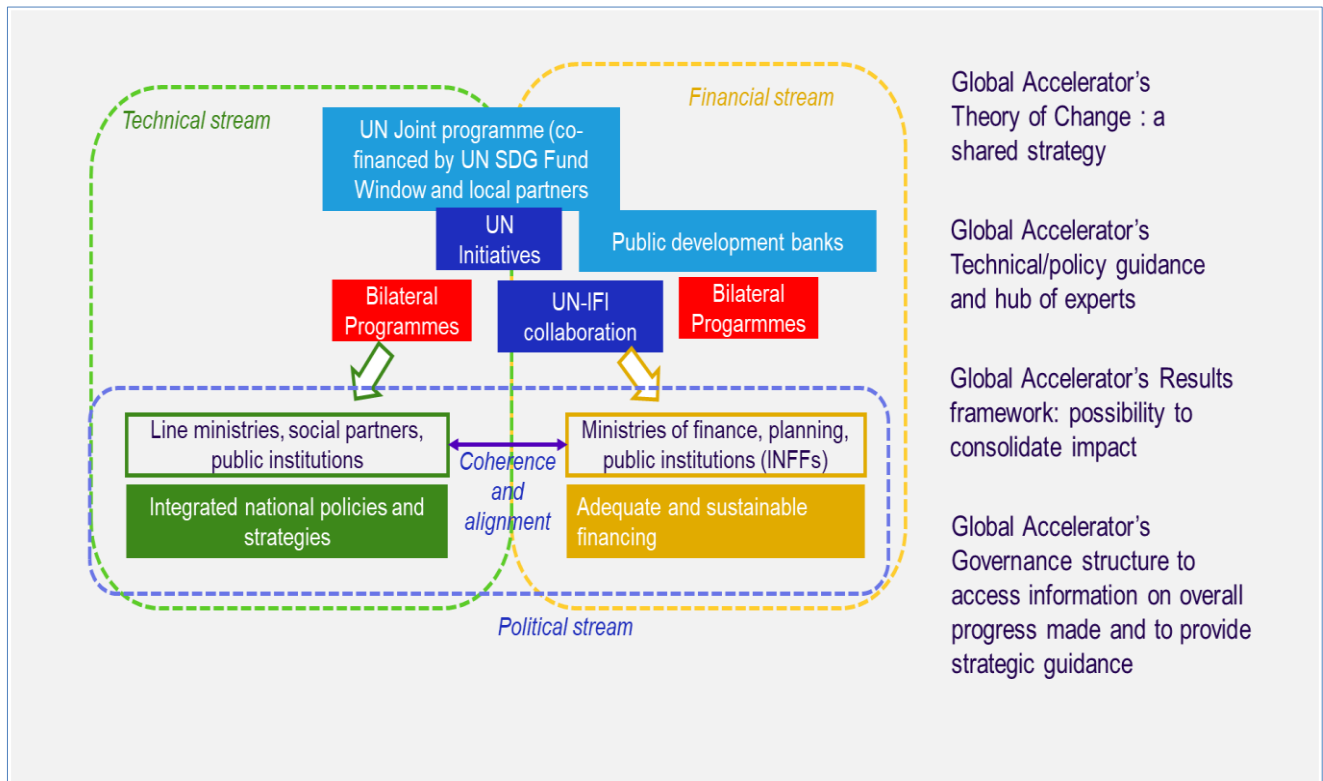 Technical stream
Financial stream
UN Joint programme (co-
financed by UN SDG Fund
Window and local partners
UN
Initiatives
Public development banks
Bilateral
Programmes
UN-IFI
collaboration
Bilateral
Progarmmes
Line ministries, social partners,
public institutions
Coherence
and
alignment
Ministries of finance, planning,
public institutions (INFFs)
Integrated national policies and
strategies
Adequate and sustainable
financing
Political stream
Global Accelerator’s
Theory of Change : a
shared strategy
Global Accelerator’s
Technical/policy guidance
and hub of experts
Global Accelerator’s Results
framework: possibility to
consolidate impact
Global Accelerator’s
Governance structure to
access information on overall
progress made and to provide
strategic guidance